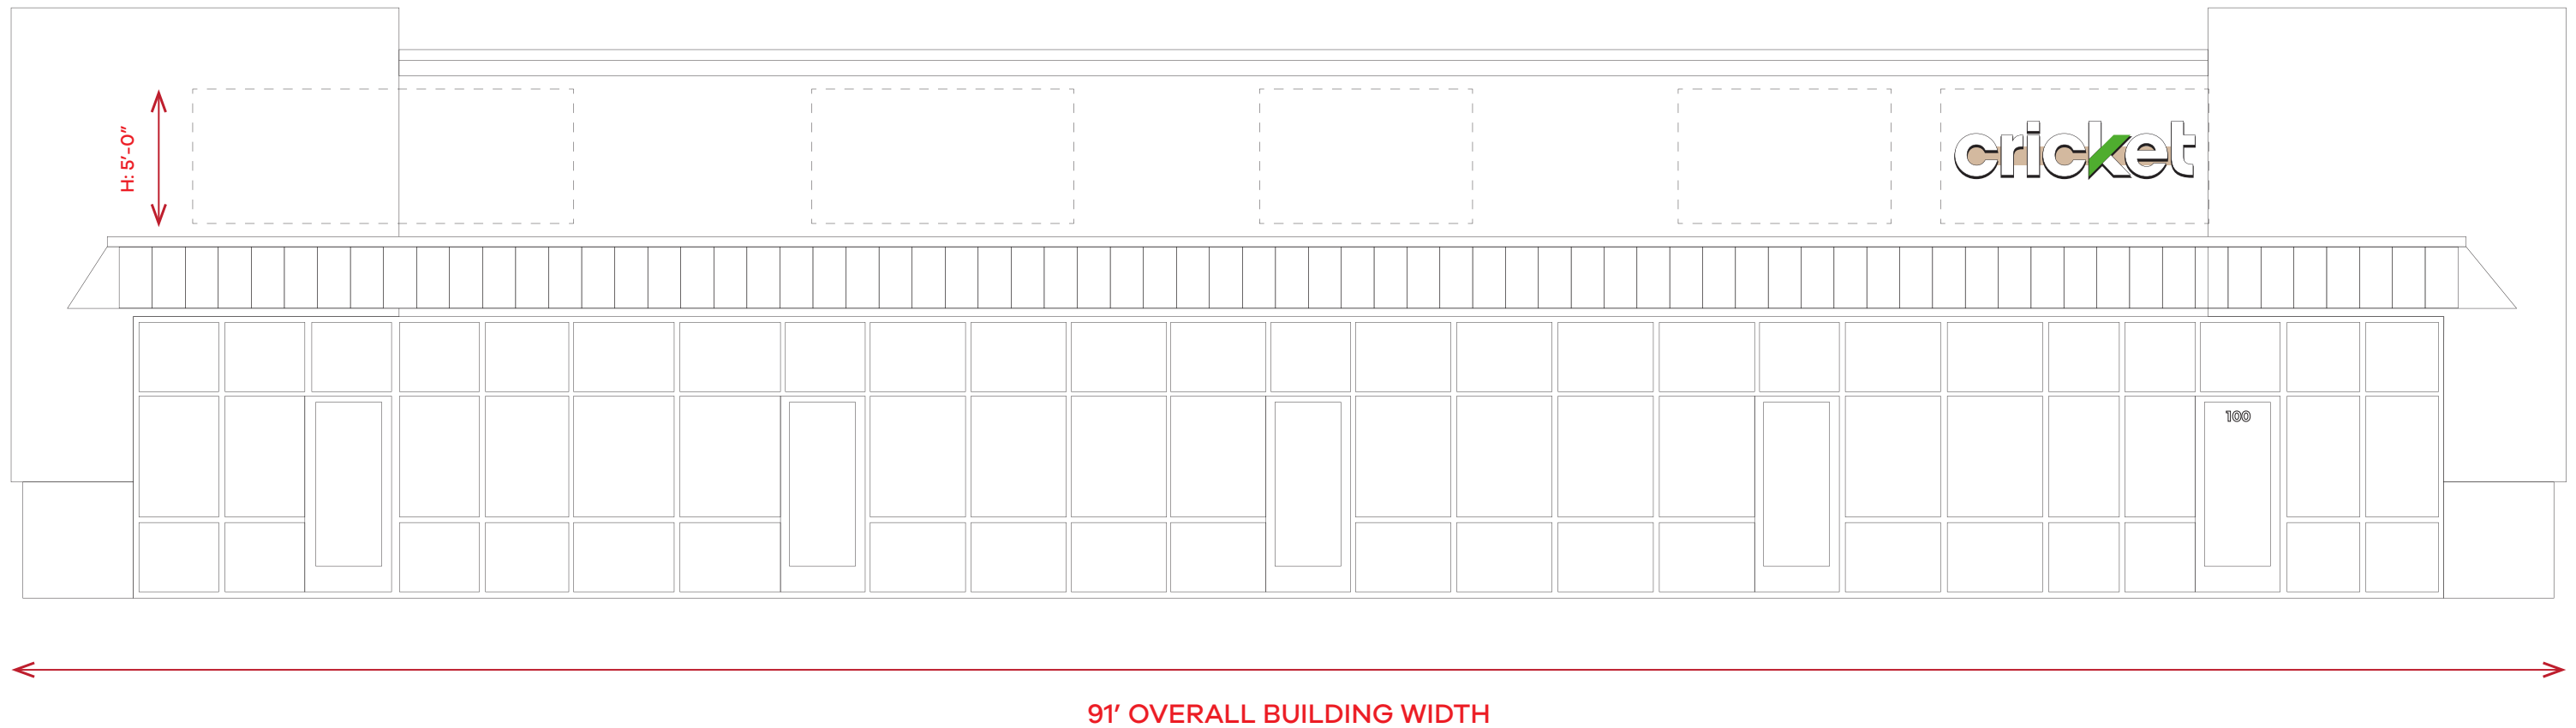 H: 5’-0”
cricket
100
91’ OVERALL BUILDING WIDTH